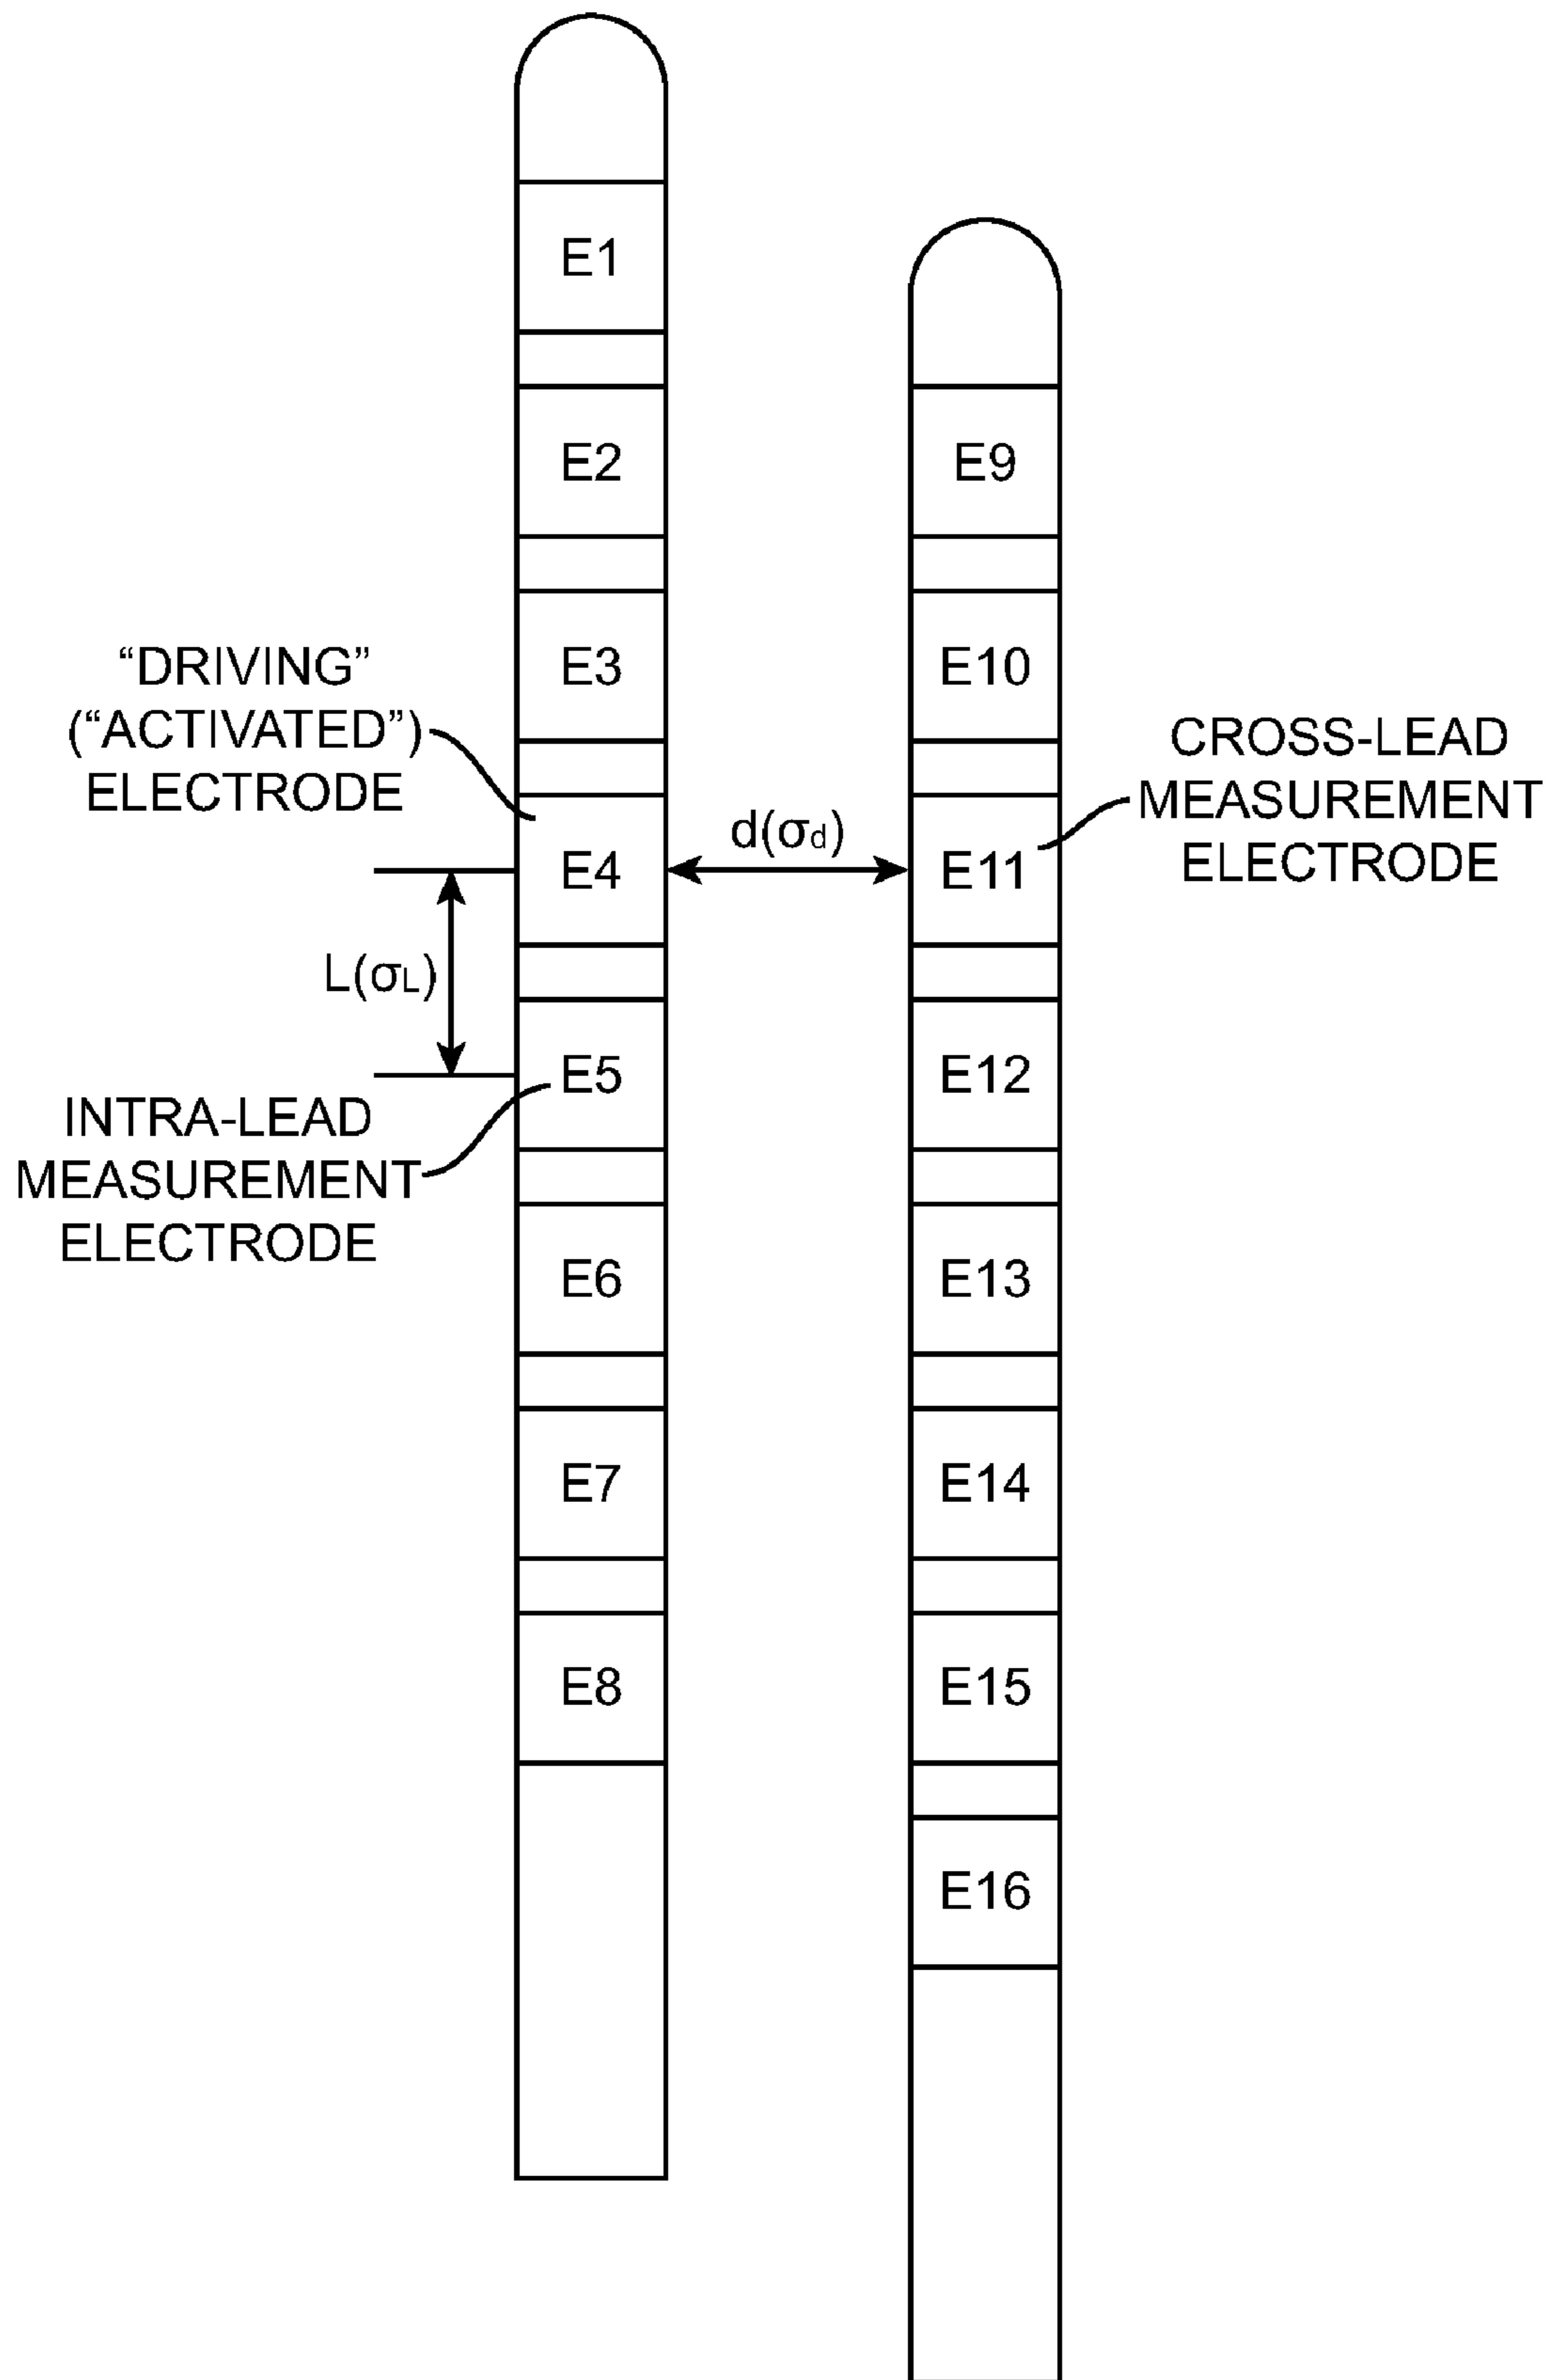 E1
E2
E9
“DRIVING”
(“ACTIVATED”)
ELECTRODE
E3
E10
CROSS-LEAD
MEASUREMENT
ELECTRODE
E4
d(σd)
E11
L(σL)
E5
E12
INTRA-LEAD
MEASUREMENT
ELECTRODE
E6
E13
E7
E14
E8
E15
E16